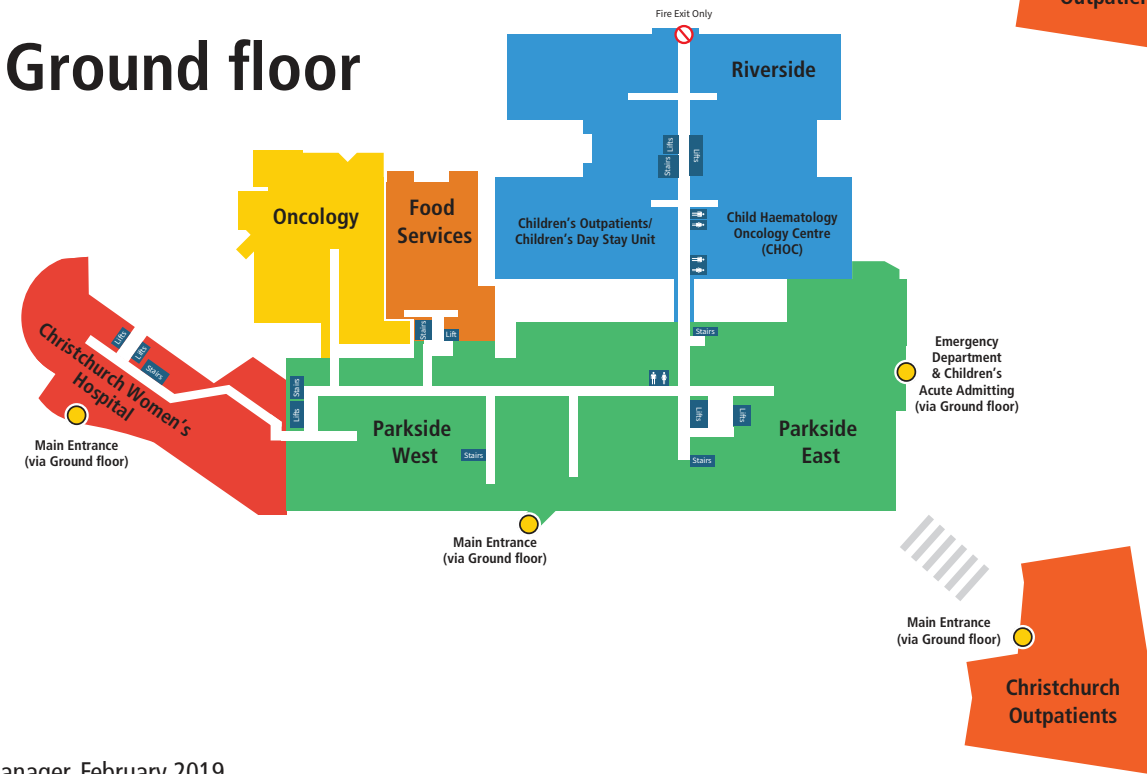 Outpatien
Fire Exit Only
Ground floor
Riverside
Lifts
Stairs
Lifts
Oncology
Food
Services
Children's Outpatients/
Children's Day Stay Unit
Child Haematology
Oncology Centre
(CHOC)
Christchurch Women's
Hospital
Lifts
Lifts
Stairs
Stairs
Lift
Stairs
Emergency
Department
& Children's
Acute Admitting
(via Ground floor)
Stairs
Lifts
Lifts
Lifts
Main Entrance
(via Ground floor)
Parkside
West
Stairs
Stairs
Parkside
East
Main Entrance
(via Ground floor)
Main Entrance
(via Ground floor)
Christchurch
Outpatients
anager, February 2019